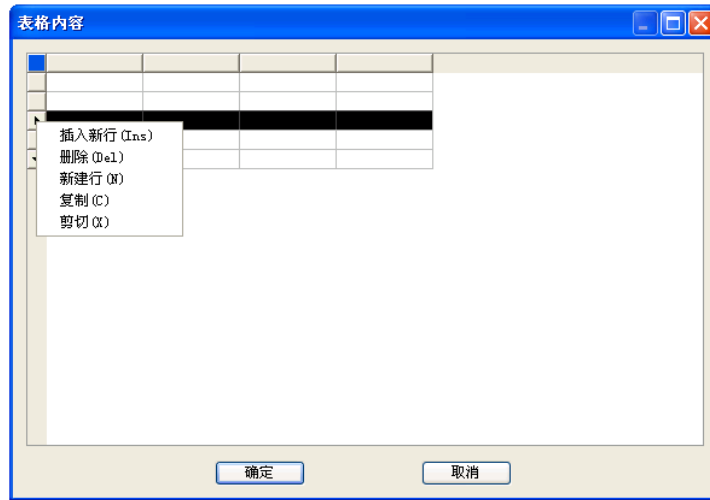 表格内容
插入新行(Ins)
删除(Del)
新建行(N)
复制(C)
剪切(X)
确定
取消